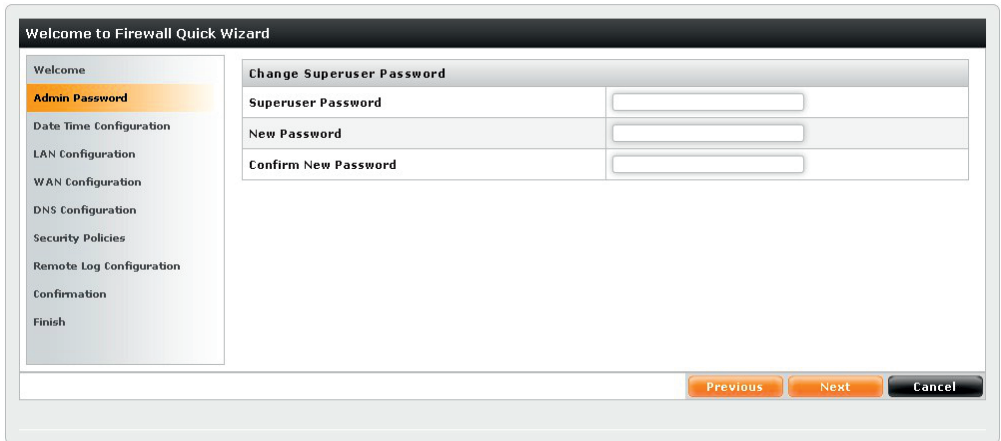 Welcome to Firewall Quick Wizard
Welcome
Admin Password
Date Time Configuration
LAN Configuration
WAN Configuration
DNS Configuration
Security Policies
Remote Log Configuration
Confirmation
Finish
Change Superuser Password
Superuser Password
New Password
Confirm New Password
Previous
Next
Cancel